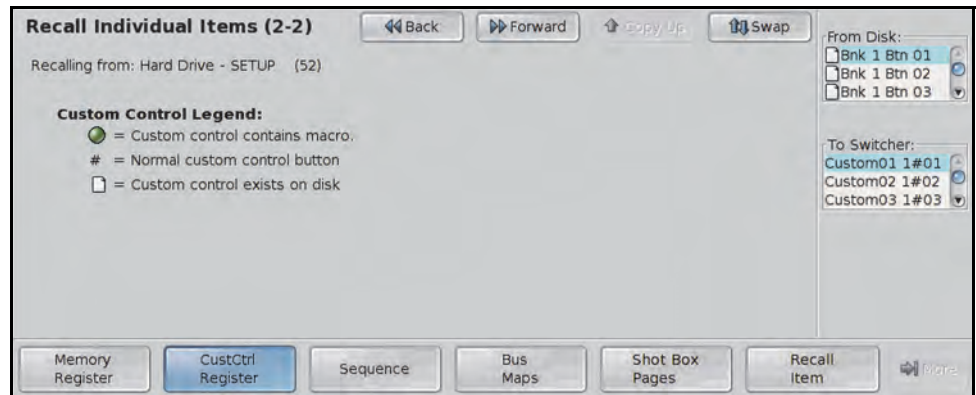 Recall Individual Items (2-2)
Back
Forward
Copy Up
Swap
Recalling from: Hard Drive - SETUP (52)
Custom Control Legend:
= Custom control contains macro.
# = Normal custom control button
= Custom control exists on disk
From Disk:
Bnk 1 Btn 01
Bnk 1 Btn 02
Bnk 1 Btn 03
To Switcher:
Custom01 1#01
Custom02 1#02
Custom03 1#03
Memory
Register
CustCtrl
Register
Sequence
Bus
Maps
Shot Box
Pages
Recall
Item
More